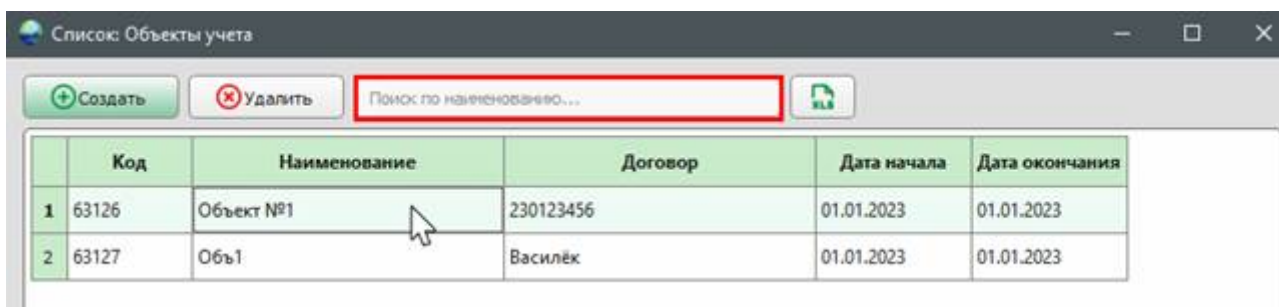 Список: Объекты учета
Создать Удалить Поиск по наименованию... XLS
Код Наименование Договор Дата начала Дата окончания
1 63126 Объект №1 230123456 01.01.2023 01.01.2023
2 63127 Объ1 Василёк 01.01.2023 01.01.2023